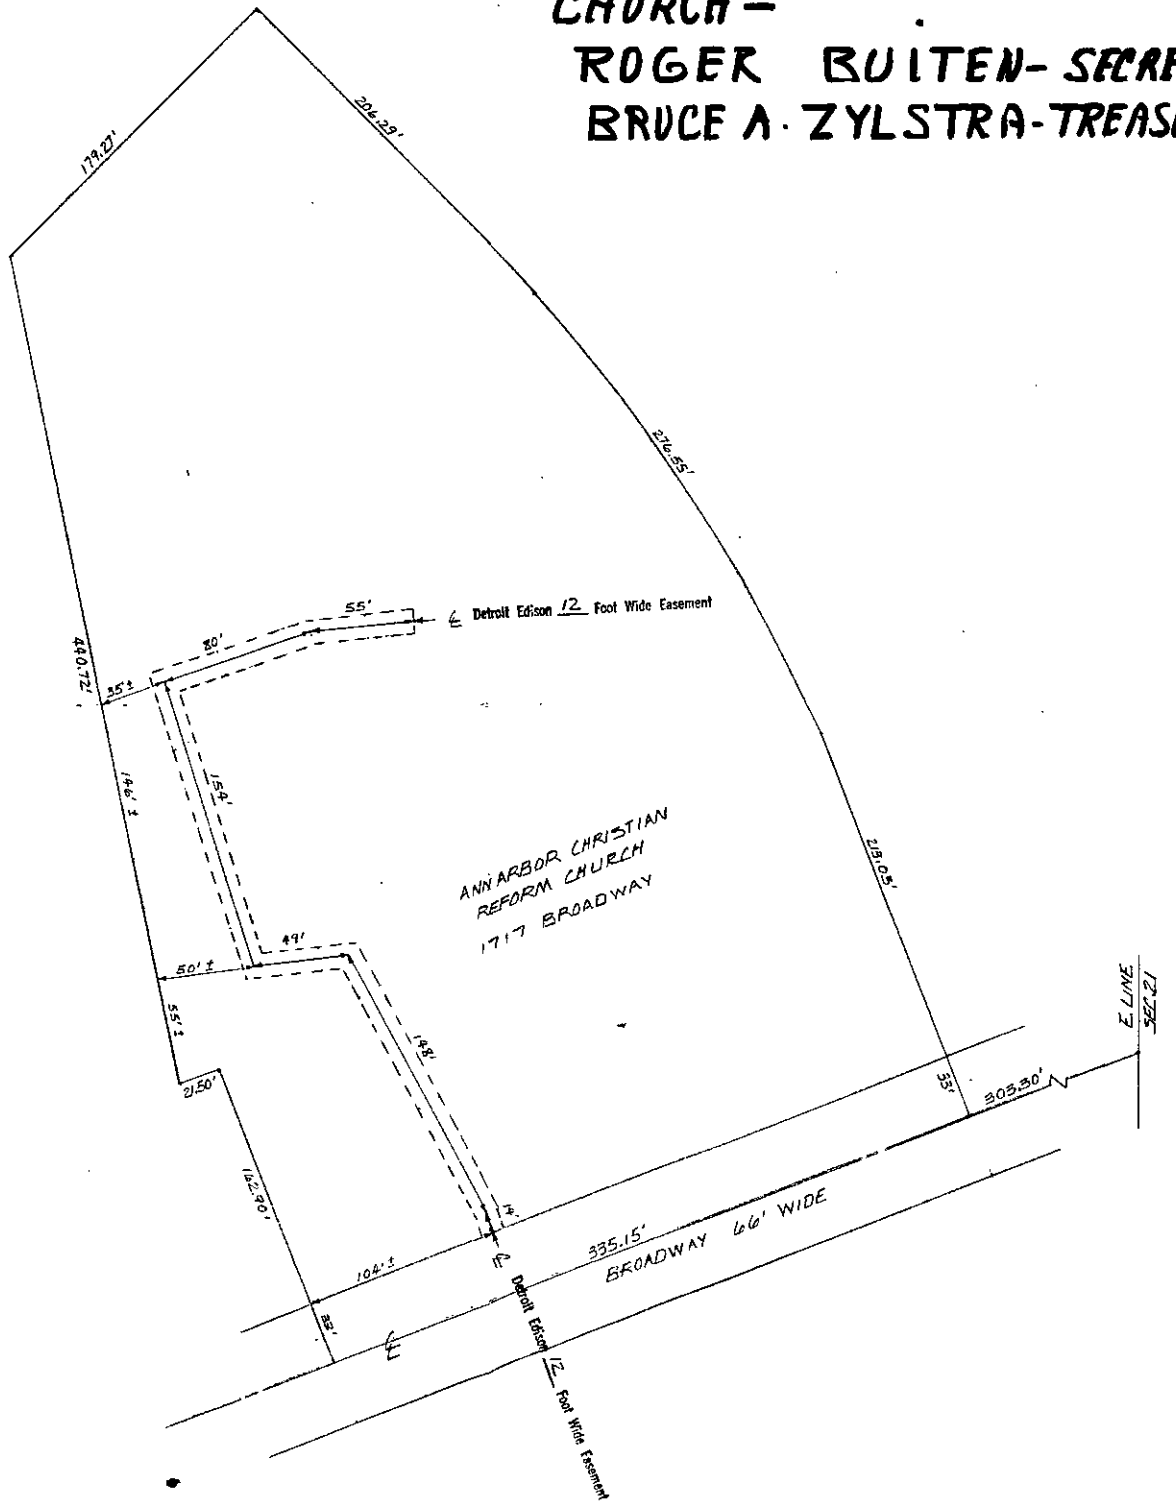 CHURCH –
ROGER BUITEN- SECRE
BRUCE A. ZYLSTRA-TREAS
179.27'
206.29'
276.55'
55'
80'
℄ Detroit Edison 12 Foot Wide Easement
440.72'
35'±
146'±
154'
ANN ARBOR CHRISTIAN
REFORM CHURCH
1717 BROADWAY
49'
50'±
55'±
148'
21.50'
33'
303.30'
E. LINE
SEC. 21
162.90'
14'
104'±
335.15'
BROADWAY 66' WIDE
33'
℄
℄ Detroit Edison 12 Foot Wide Easement